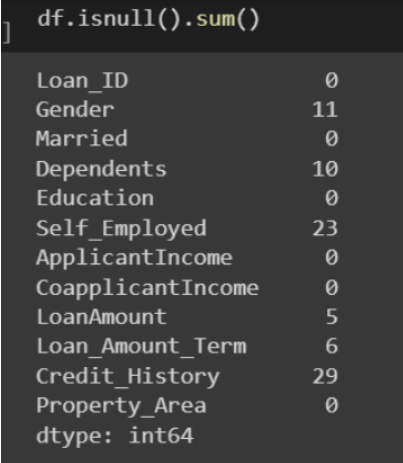 df.isnull().sum()
]
Loan_ID 0
Gender 11
Married 0
Dependents 10
Education 0
Self_Employed 23
ApplicantIncome 0
CoapplicantIncome 0
LoanAmount 5
Loan_Amount_Term 6
Credit_History 29
Property_Area 0
dtype: int64